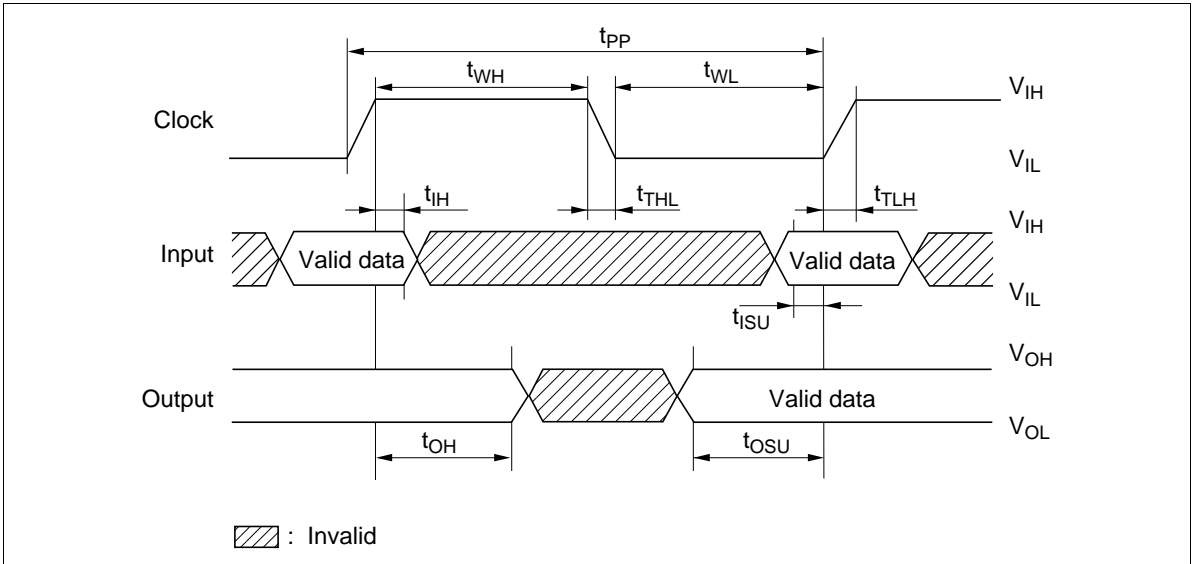 tPP
tWH
tWL
Clock
VIH
VIL
tIH
tTHL
tTLH
Input
Valid data
Valid data
VIH
VIL
tISU
Output
VOH
Valid data
VOL
tOH
tOSU
: Invalid